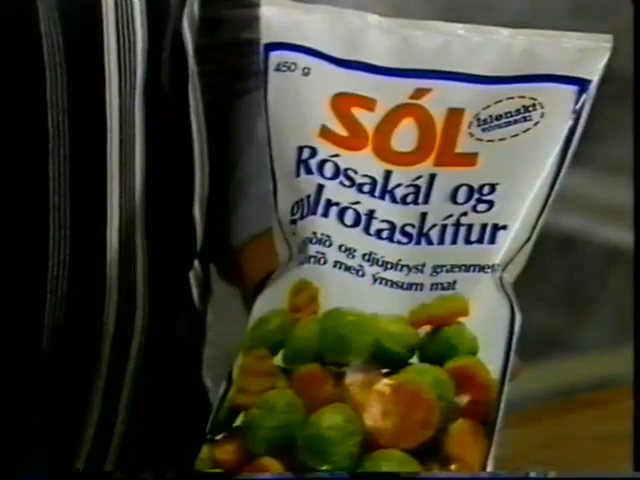 450 g
SÓL
íslenskt
Rósakál og
gulrótaskífur
og djúpfryst grænmeti
með ýmsum mat